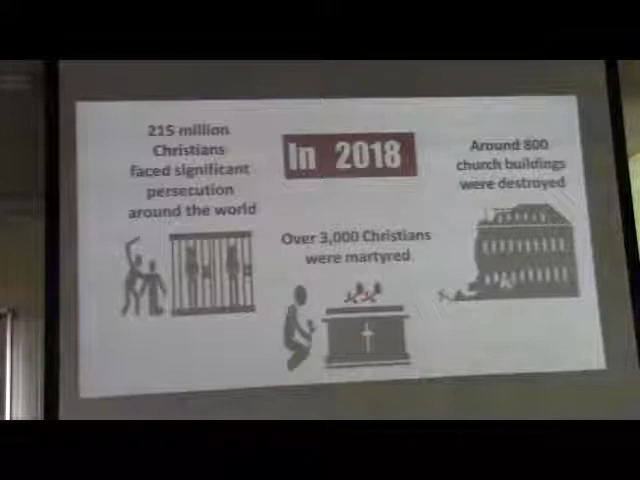 215 million
Christians
faced significant
persecution
around the world
In 2018
Over 3,000 Christians
were martyred
Around 800
church buildings
were destroyed